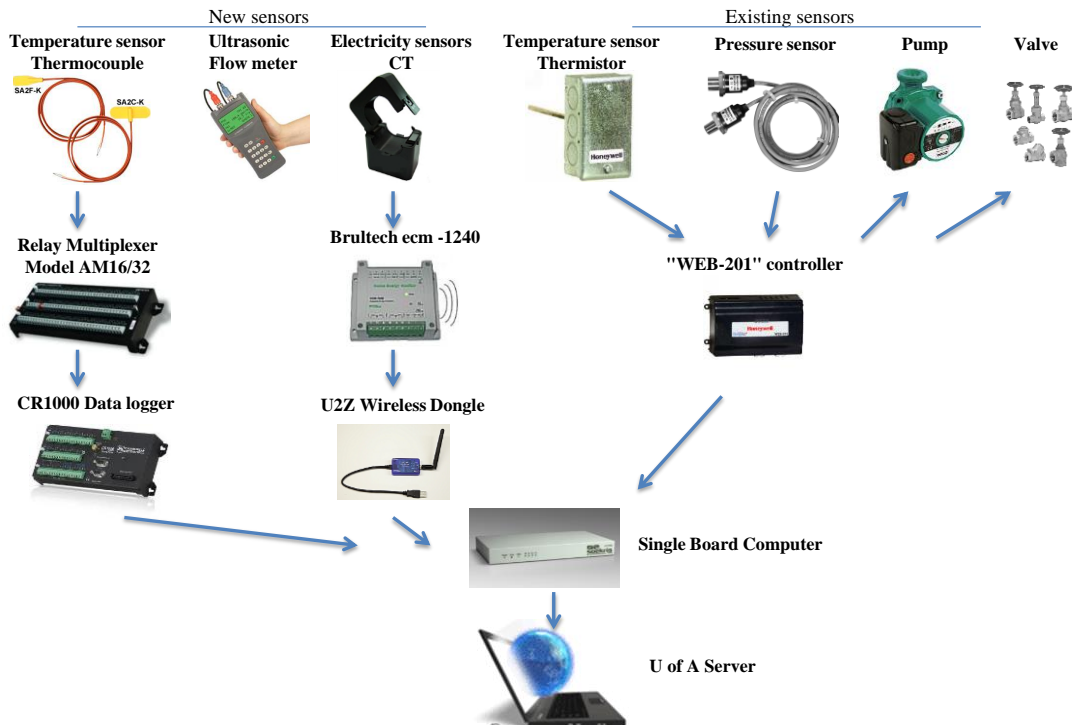 New sensors
Existing sensors
Temperature sensor
Thermocouple
Ultrasonic
Flow meter
Electricity sensors
CT
Temperature sensor
Thermistor
Pressure sensor
Pump
Valve
SA2F-K
SA2C-K
Honeywell
Relay Multiplexer
Model AM16/32
Brultech ecm -1240
"WEB-201" controller
Honeywell
CR1000 Data logger
U2Z Wireless Dongle
Single Board Computer
U of A Server